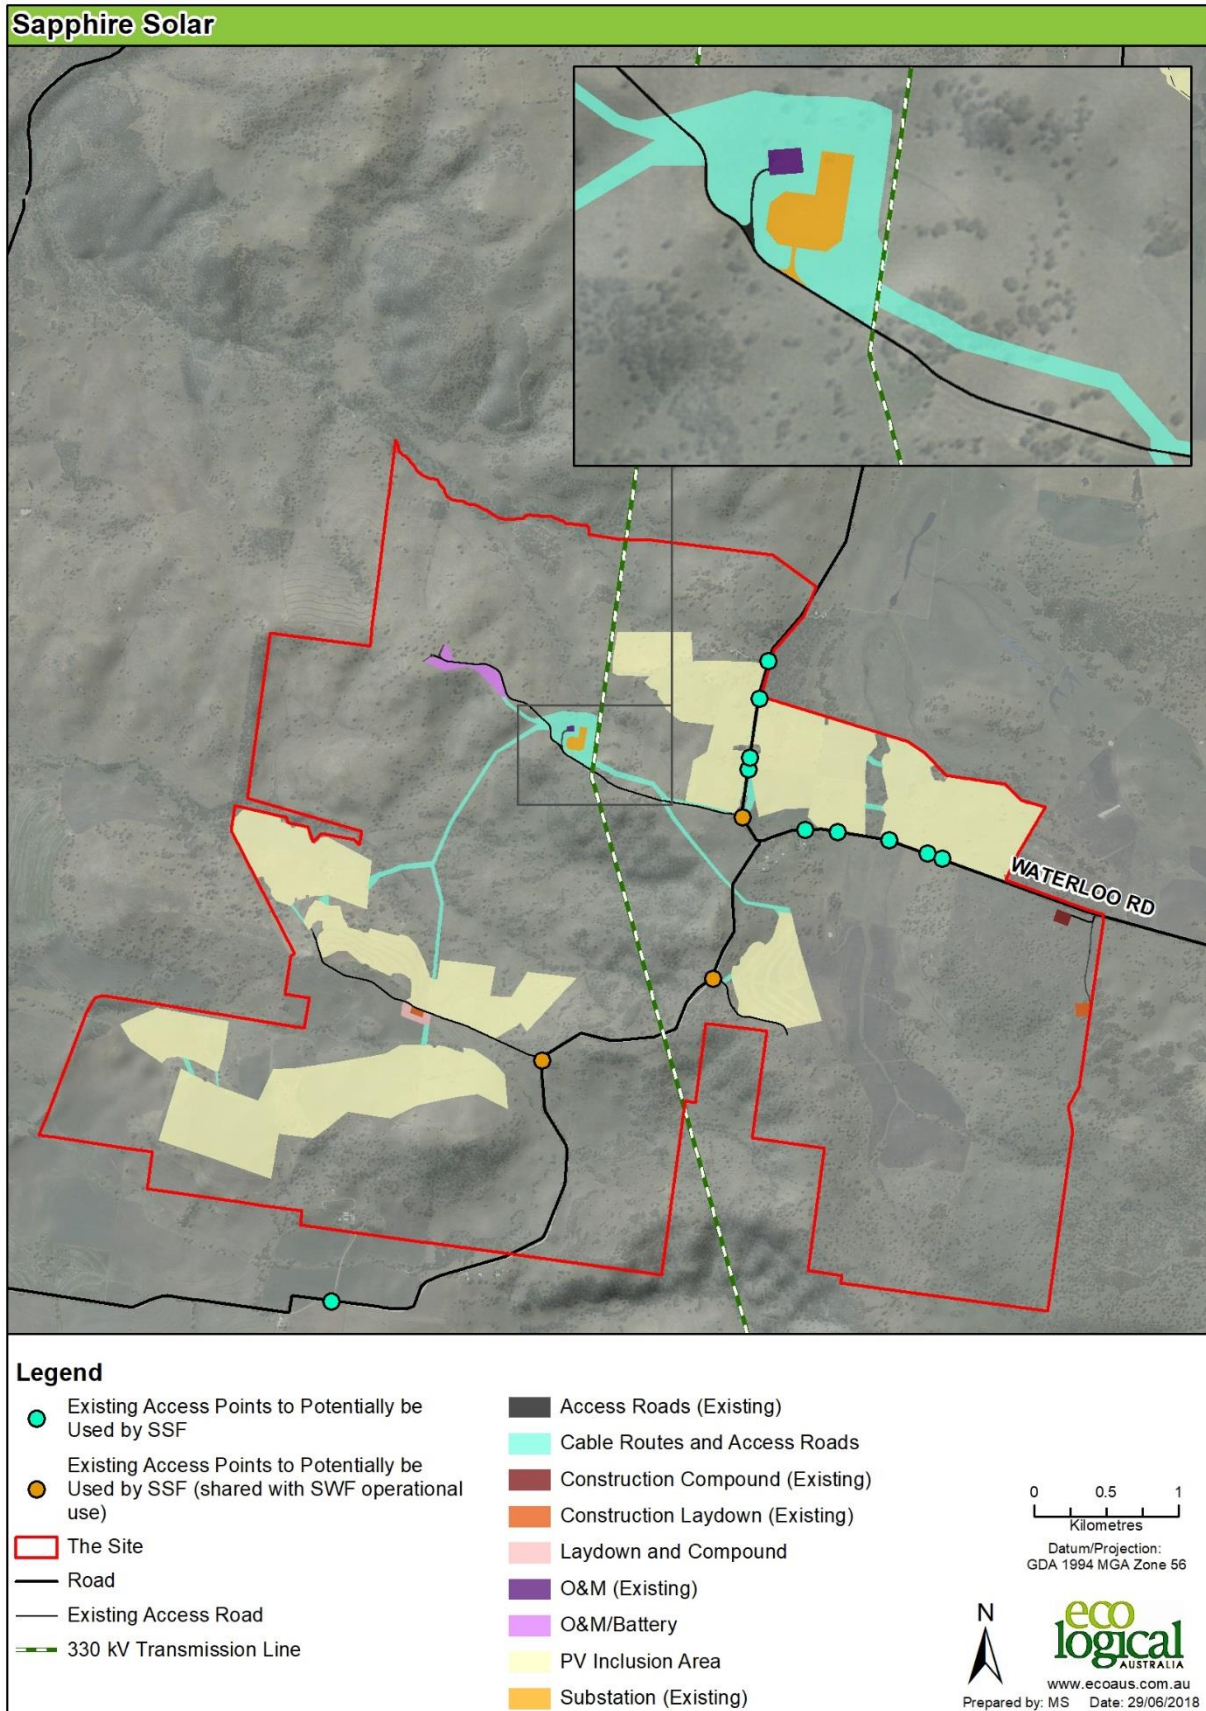 Sapphire Solar
WATERLOO RD
Legend
Existing Access Points to Potentially be
Used by SSF
Existing Access Points to Potentially be
Used by SSF (shared with SWF operational
use)
The Site
Road
Existing Access Road
330 kV Transmission Line
Access Roads (Existing)
Cable Routes and Access Roads
Construction Compound (Existing)
Construction Laydown (Existing)
Laydown and Compound
O&M (Existing)
O&M/Battery
PV Inclusion Area
Substation (Existing)
0 0.5 1
Kilometres
Datum/Projection:
GDA 1994 MGA Zone 56
N
eco
logical
AUSTRALIA
www.ecoaus.com.au
Prepared by: MS Date: 29/06/2018